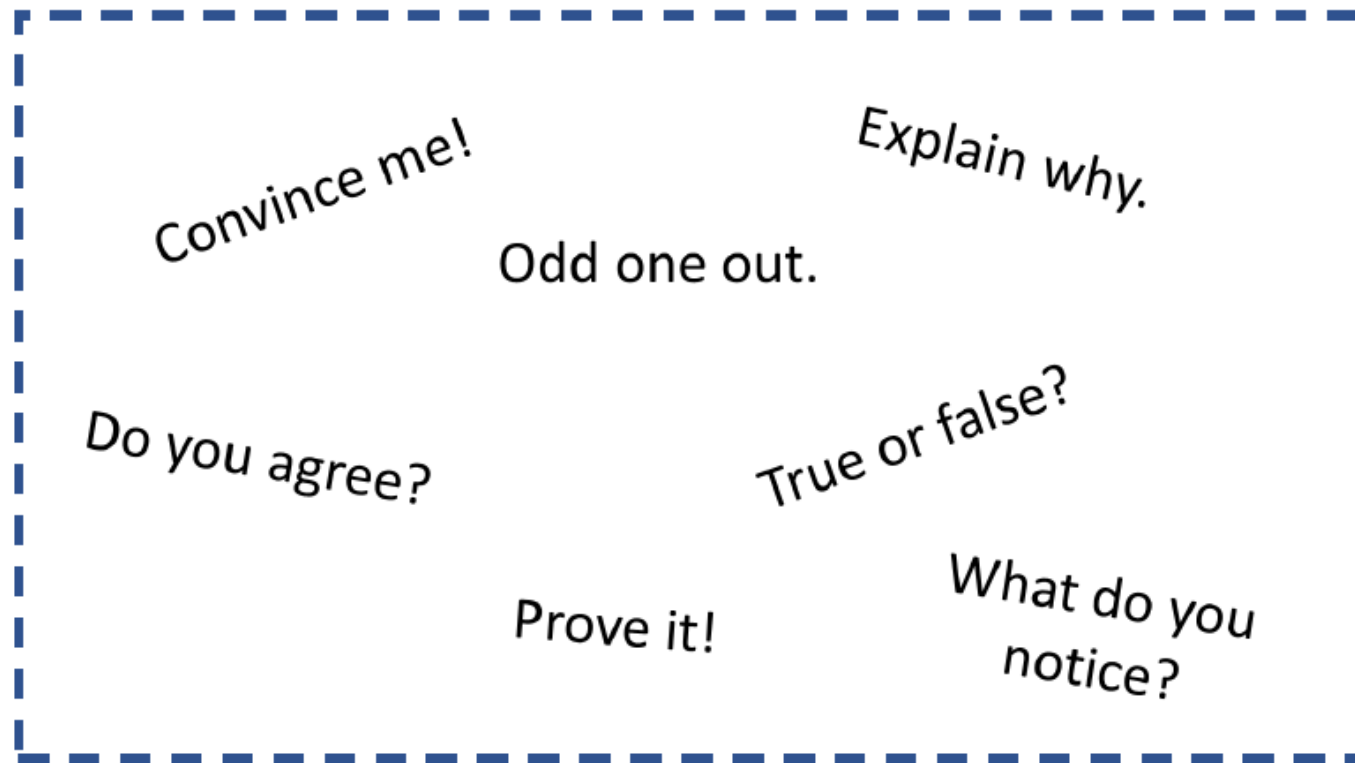 Convince me!
Explain why.
Odd one out.
Do you agree?
True or false?
Prove it!
What do you
notice?